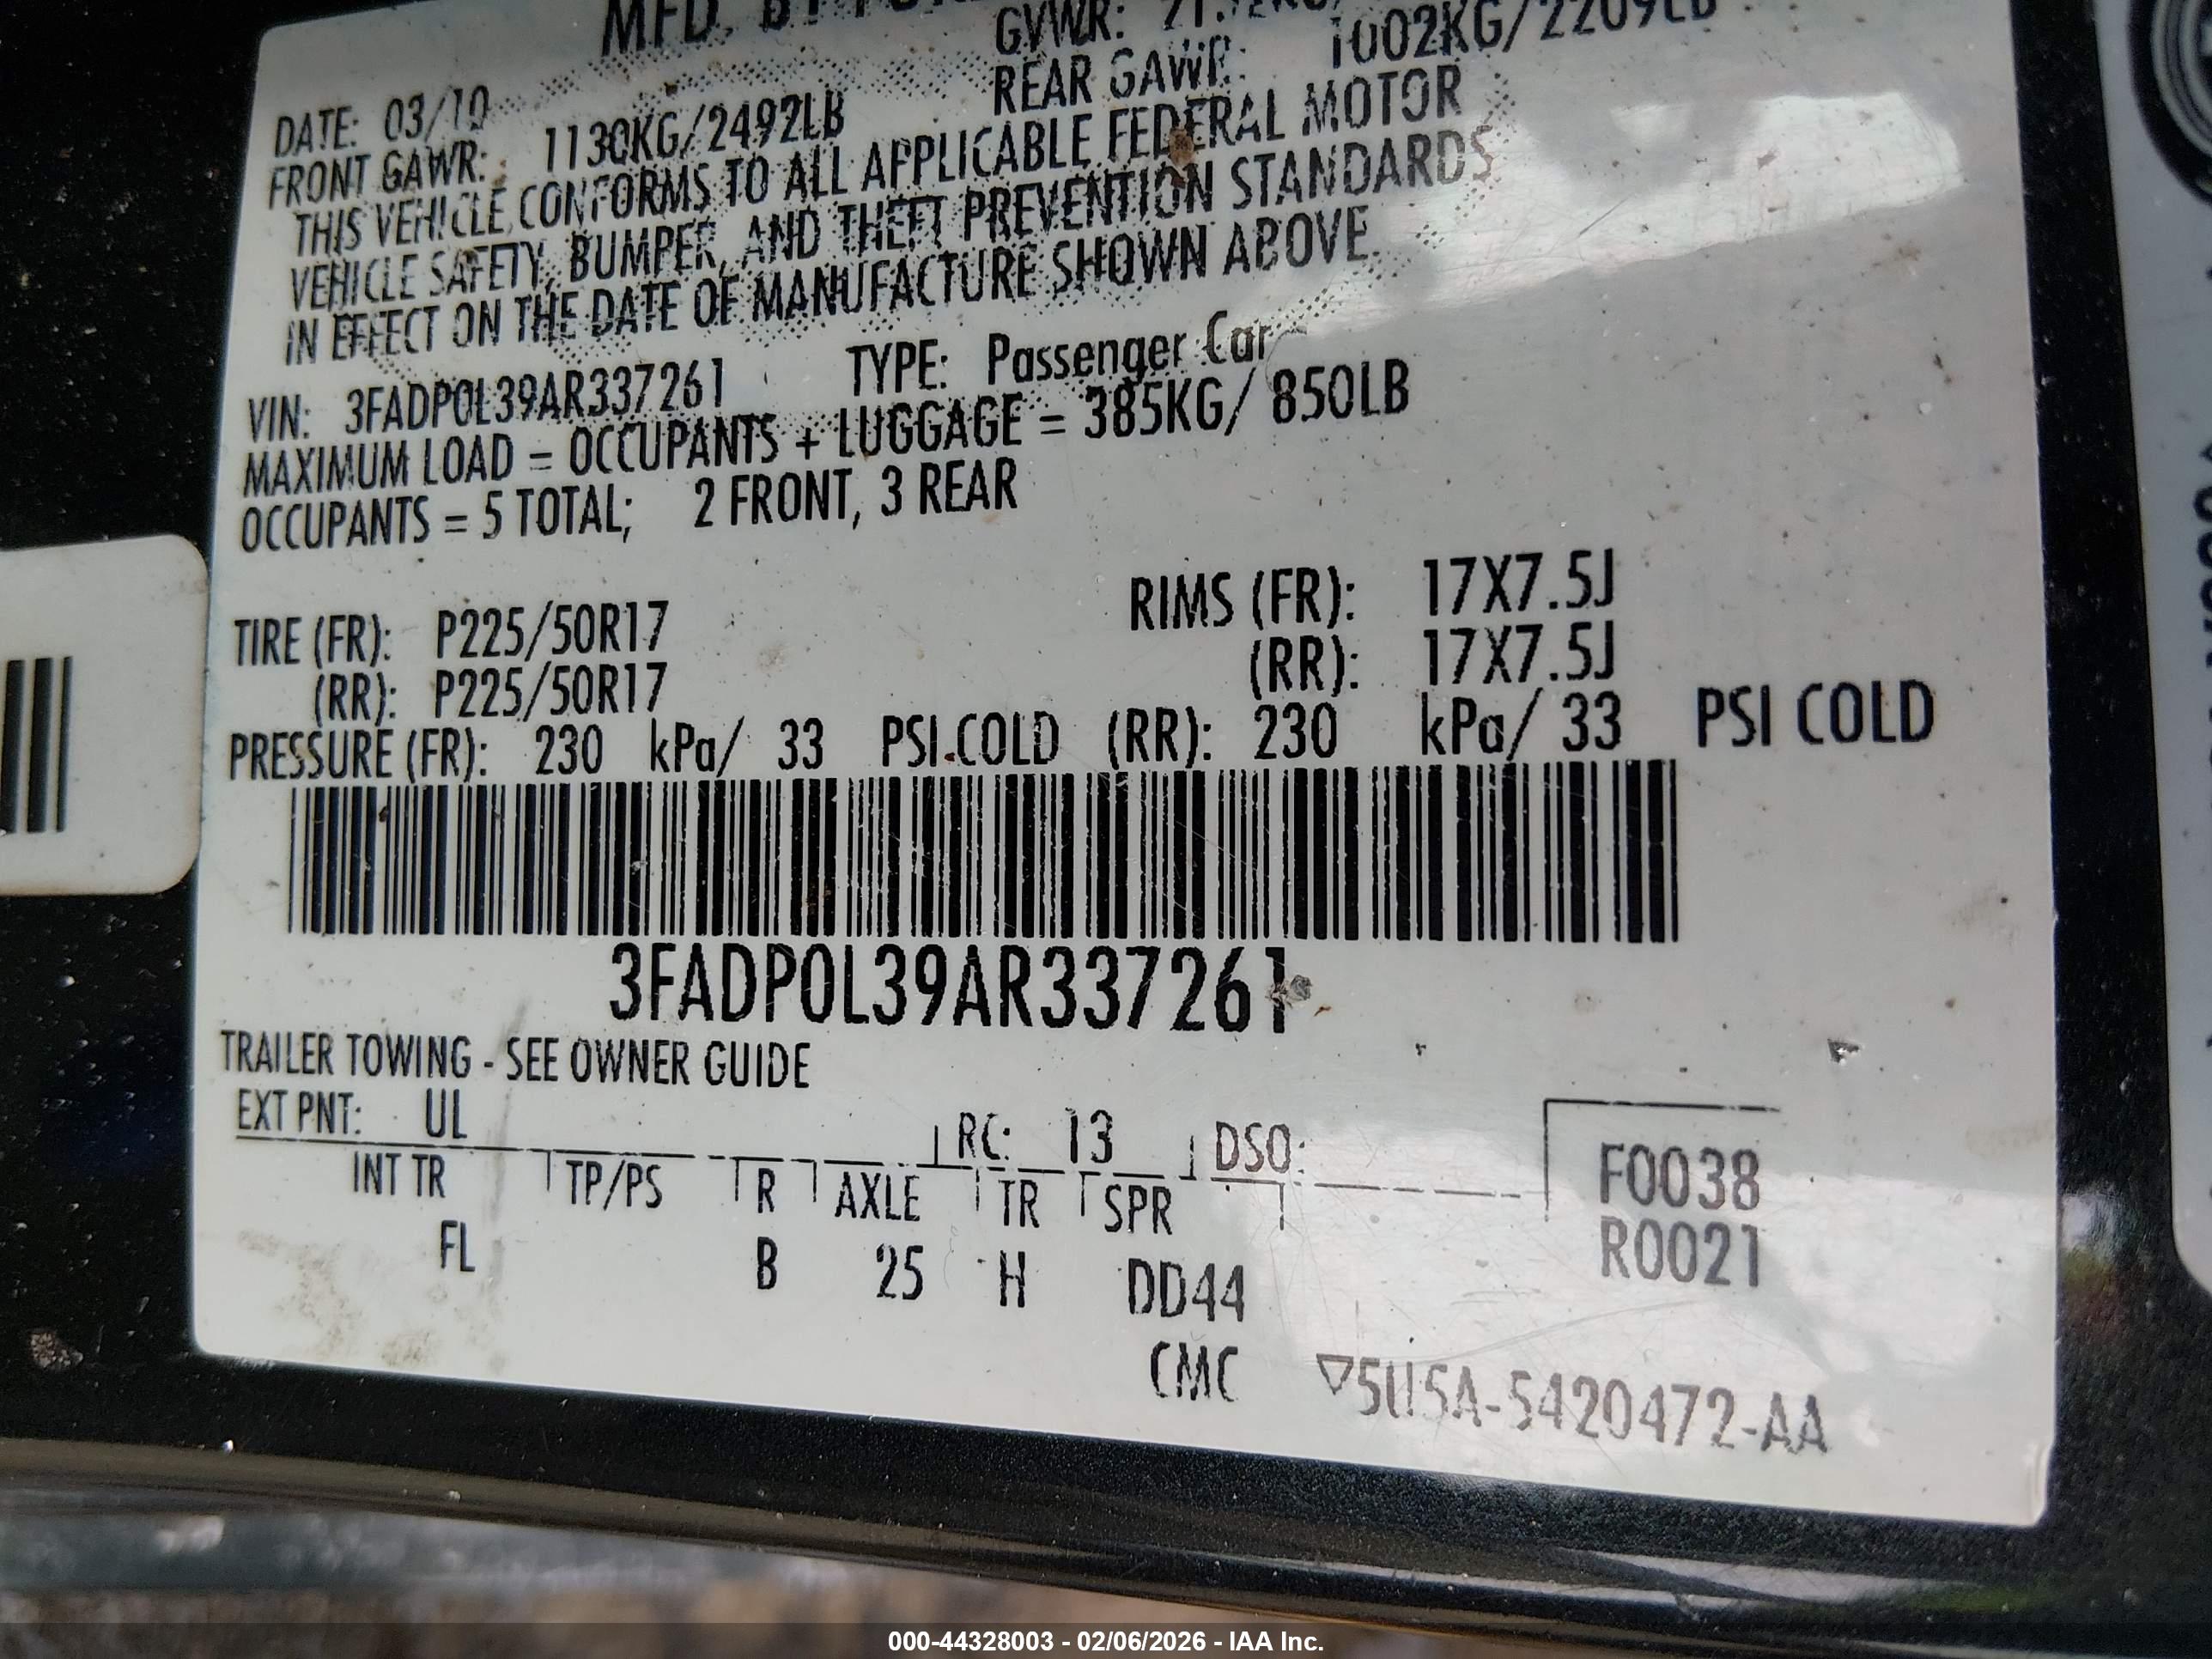 MFD. BY
GVWR:
DATE: 03/10
FRONT GAWR: 1130KG/2492LB
REAR GAWR: 1002KG/2209LB
THIS VEHICLE CONFORMS TO ALL APPLICABLE FEDERAL MOTOR
VEHICLE SAFETY, BUMPER, AND THEFT PREVENTION STANDARDS
IN EFFECT ON THE DATE OF MANUFACTURE SHOWN ABOVE.
VIN: 3FADP0L39AR337261 TYPE: Passenger Car
MAXIMUM LOAD = OCCUPANTS + LUGGAGE = 385KG/ 850LB
OCCUPANTS = 5 TOTAL; 2 FRONT, 3 REAR
TIRE (FR): P225/50R17 RIMS (FR): 17X7.5J
(RR): P225/50R17 (RR): 17X7.5J
PRESSURE (FR): 230 kPa/ 33 PSI COLD (RR): 230 kPa/ 33 PSI COLD
3FADP0L39AR337261
TRAILER TOWING - SEE OWNER GUIDE
EXT PNT: UL RC: 13 DSO:
INT TR TP/PS R AXLE TR SPR
FL B 25 H DD44
F0038
R0021
CMC ▽5U5A-5420472-AA
000-44328003 - 02/06/2026 - IAA Inc.